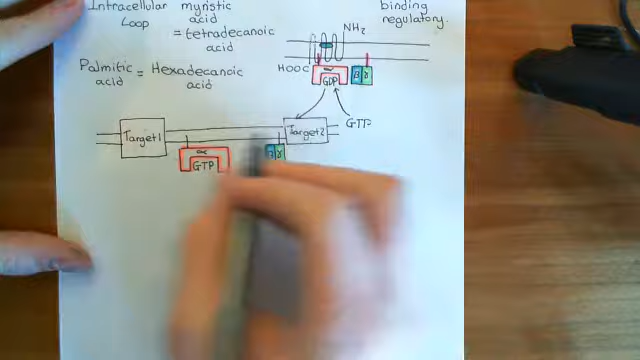 Intracellular
Loop
myristic
acid
= tetradecanoic
acid
Palmitic
acid
= Hexadecanoic
acid
binding
regulatory.
NH2
HOOC
α
GDP
β γ
GTP
Target1
Target2
α
GTP
γ